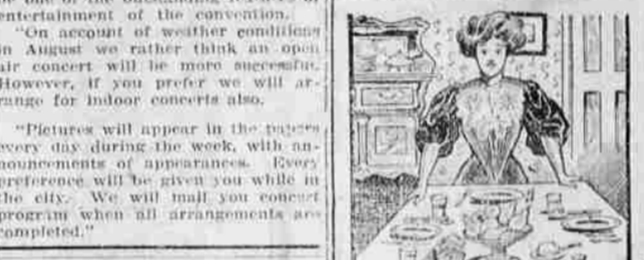 entertainment of the convention.
"On account of weather conditions
in August we rather think an open
air concert will be more successful.
However, if you prefer we will ar-
range for indoor concerts also.
"Pictures will appear in the papers
every day during the week, with an-
nouncements of appearances. Every
preference will be given you while in
the city. We will mail you concert
program when all arrangements are
completed."